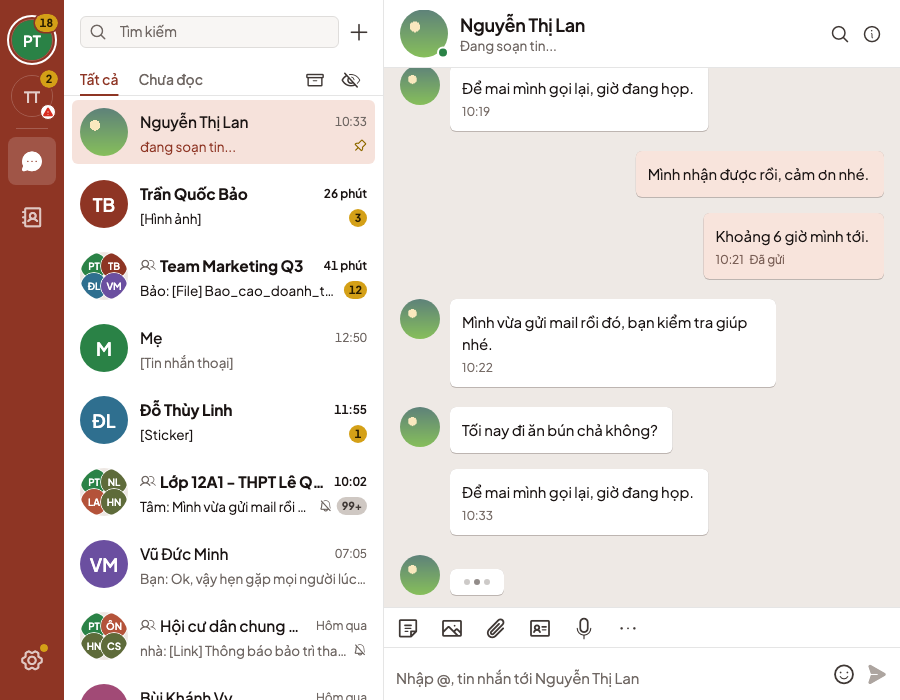 PT
18
TT
2
Tìm kiếm
Tất cả
Chưa đọc
Nguyễn Thị Lan
10:33
đang soạn tin...
TB
Trần Quốc Bảo
26 phút
[Hình ảnh]
3
PT
TB
ĐL
VM
Team Marketing Q3
41 phút
Bảo: [File] Bao_cao_doanh_t...
12
M
Mẹ
12:50
[Tin nhắn thoại]
ĐL
Đỗ Thùy Linh
11:55
[Sticker]
1
PT
NL
LA
HN
Lớp 12A1 - THPT Lê Q...
10:02
Tâm: Mình vừa gửi mail rồi ...
99+
VM
Vũ Đức Minh
07:05
Bạn: Ok, vậy hẹn gặp mọi người lúc...
PT
ÔN
HN
CS
Hội cư dân chung ...
Hôm qua
nhà: [Link] Thông báo bảo trì tha...
Bùi Khánh Vy
Hôm qua
Nguyễn Thị Lan
Đang soạn tin...
Để mai mình gọi lại, giờ đang họp.
10:19
Mình nhận được rồi, cảm ơn nhé.
Khoảng 6 giờ mình tới.
10:21 Đã gửi
Mình vừa gửi mail rồi đó, bạn kiểm tra giúp
nhé.
10:22
Tối nay đi ăn bún chả không?
Để mai mình gọi lại, giờ đang họp.
10:33
Nhập @, tin nhắn tới Nguyễn Thị Lan